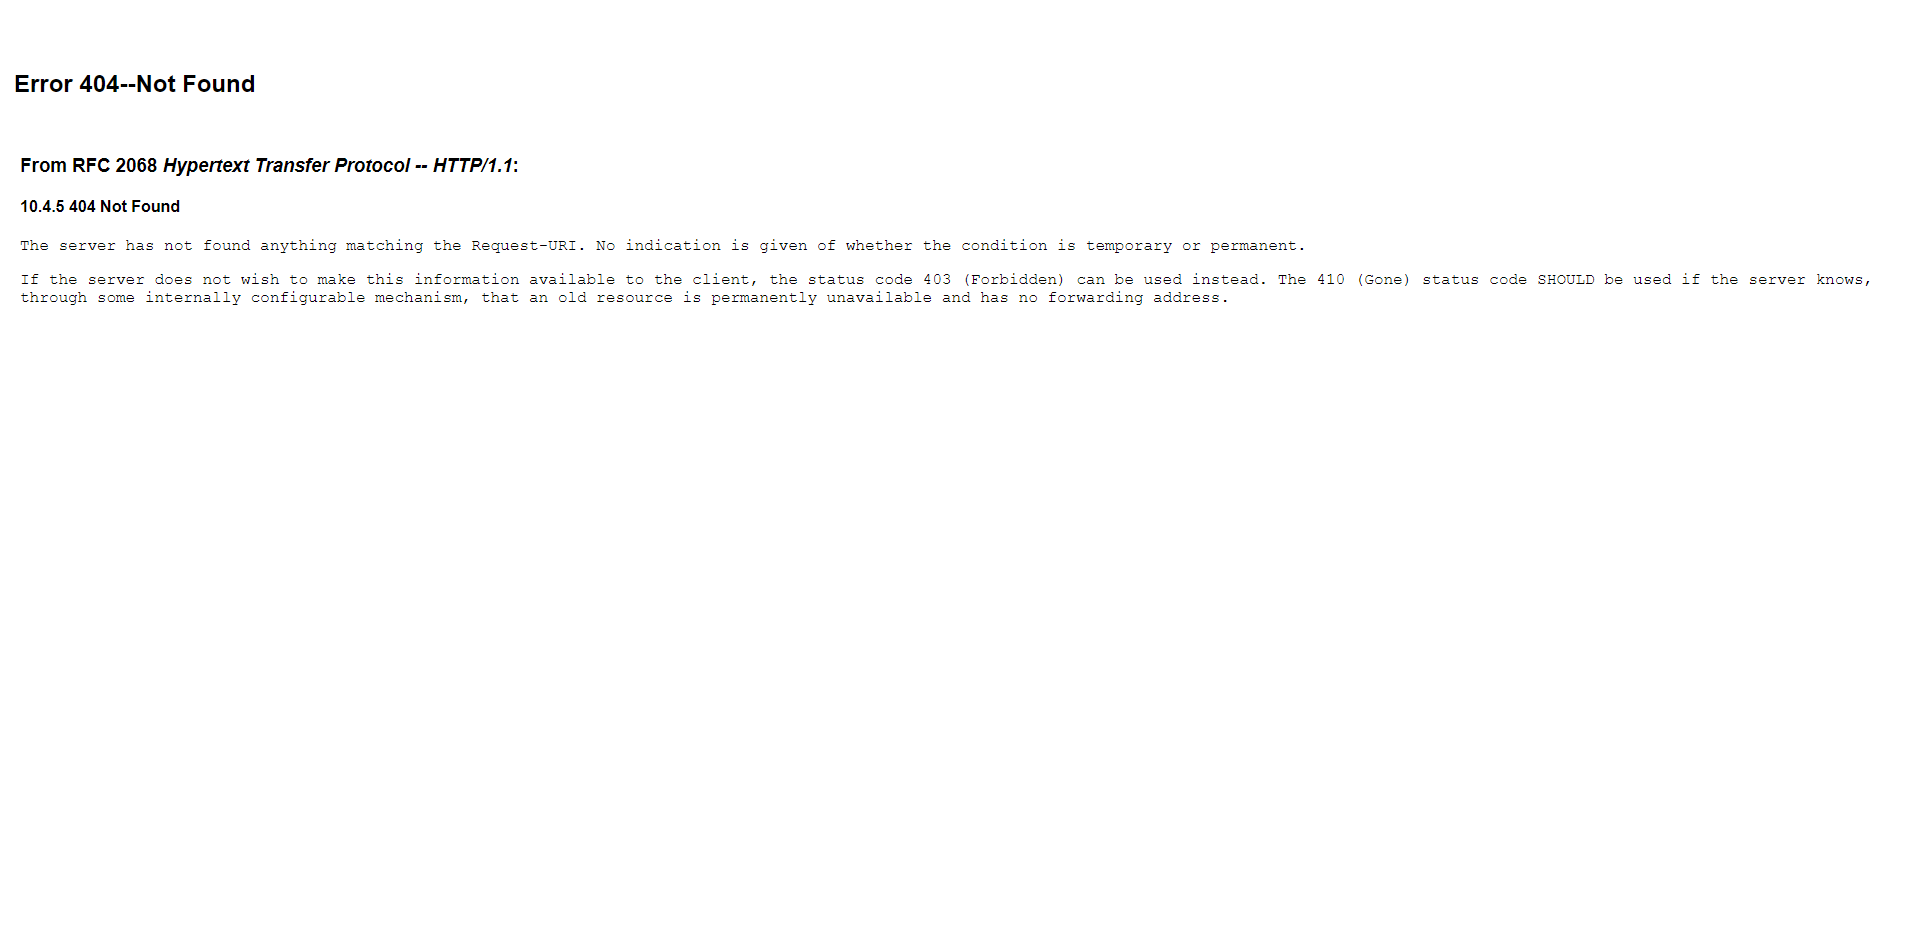 Error 404--Not Found
From RFC 2068 Hypertext Transfer Protocol -- HTTP/1.1:
10.4.5 404 Not Found
The server has not found anything matching the Request-URI. No indication is given of whether the condition is temporary or permanent.
If the server does not wish to make this information available to the client, the status code 403 (Forbidden) can be used instead. The 410 (Gone) status code SHOULD be used if the server knows,
through some internally configurable mechanism, that an old resource is permanently unavailable and has no forwarding address.